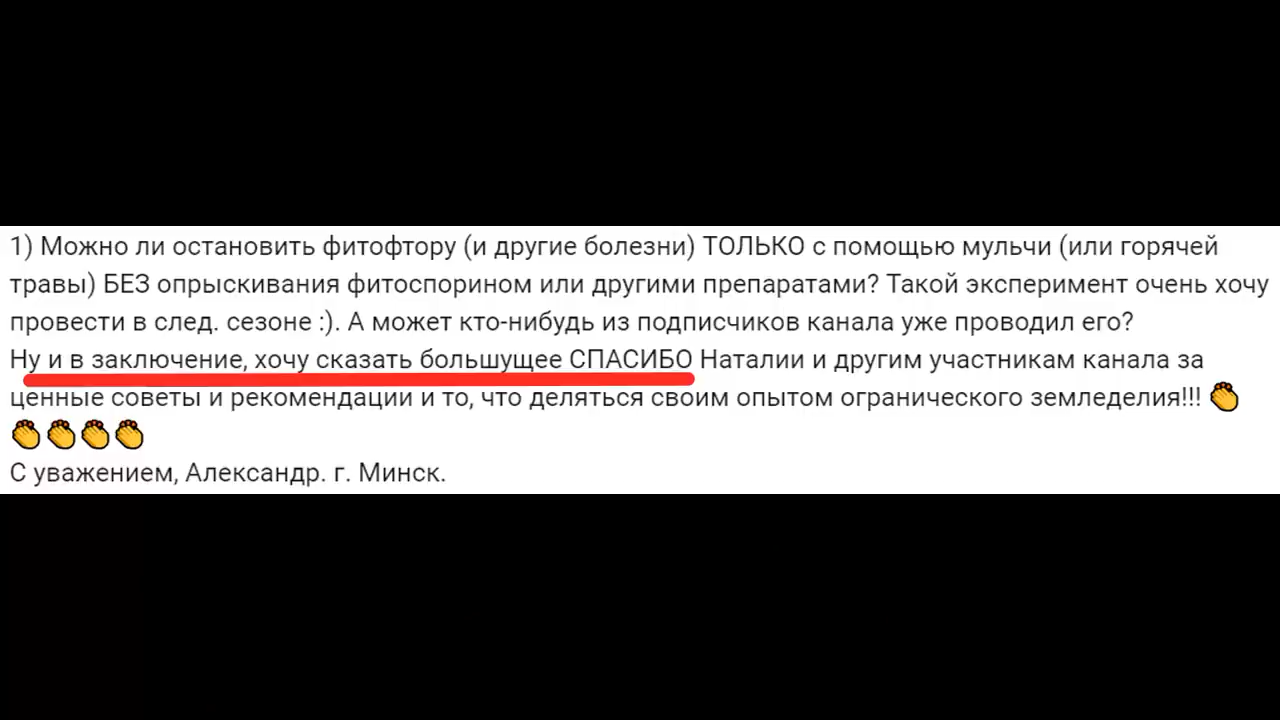 1) Можно ли остановить фитофтору (и другие болезни) ТОЛЬКО с помощью мульчи (или горячей
травы) БЕЗ опрыскивания фитоспорином или другими препаратами? Такой эксперимент очень хочу
провести в след. сезоне :). А может кто-нибудь из подписчиков канала уже проводил его?
Ну и в заключение, хочу сказать большущее СПАСИБО Наталии и другим участникам канала за
ценные советы и рекомендации и то, что деляться своим опытом огранического земледелия!!! 👏
👏👏👏👏
С уважением, Александр. г. Минск.